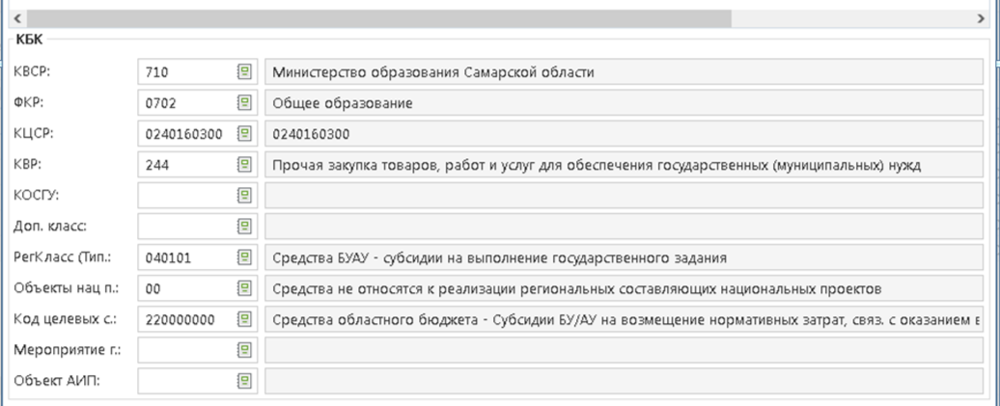 КБК
КВСР: 710 Министерство образования Самарской области
ФКР: 0702 Общее образование
КЦСР: 0240160300 0240160300
КВР: 244 Прочая закупка товаров, работ и услуг для обеспечения государственных (муниципальных) нужд
КОСГУ:
Доп. класс:
РегКласс (Тип.: 040101 Средства БУАУ - субсидии на выполнение государственного задания
Объекты нац п.: 00 Средства не относятся к реализации региональных составляющих национальных проектов
Код целевых с.: 220000000 Средства областного бюджета - Субсидии БУ/АУ на возмещение нормативных затрат, связ. с оказанием в
Мероприятие г.:
Объект АИП: